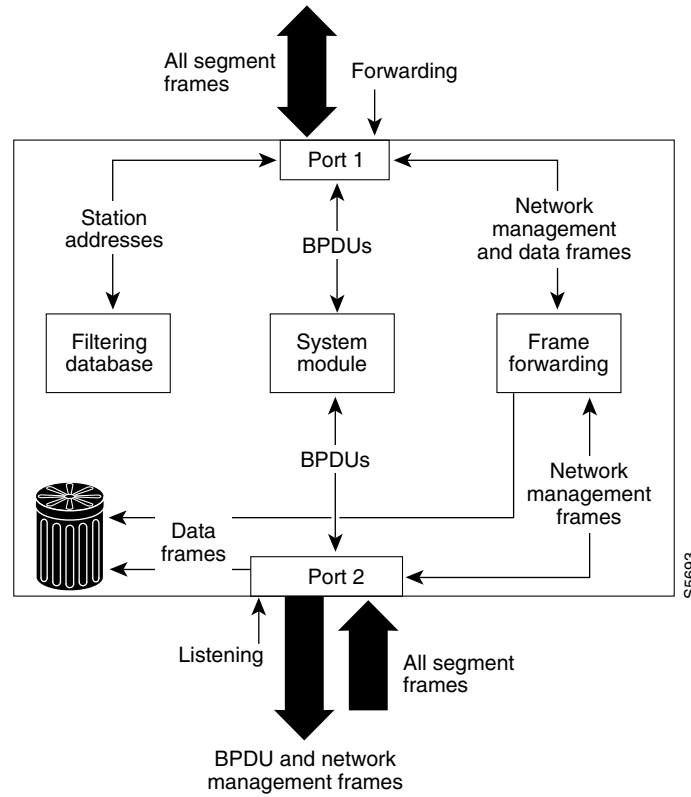 All segment
frames
Forwarding
Port 1
Station
addresses
BPDUs
Network
management
and data frames
Filtering
database
System
module
Frame
forwarding
BPDUs
Network
management
frames
Data
frames
Port 2
S5693
Listening
All segment
frames
BPDU and network
management frames